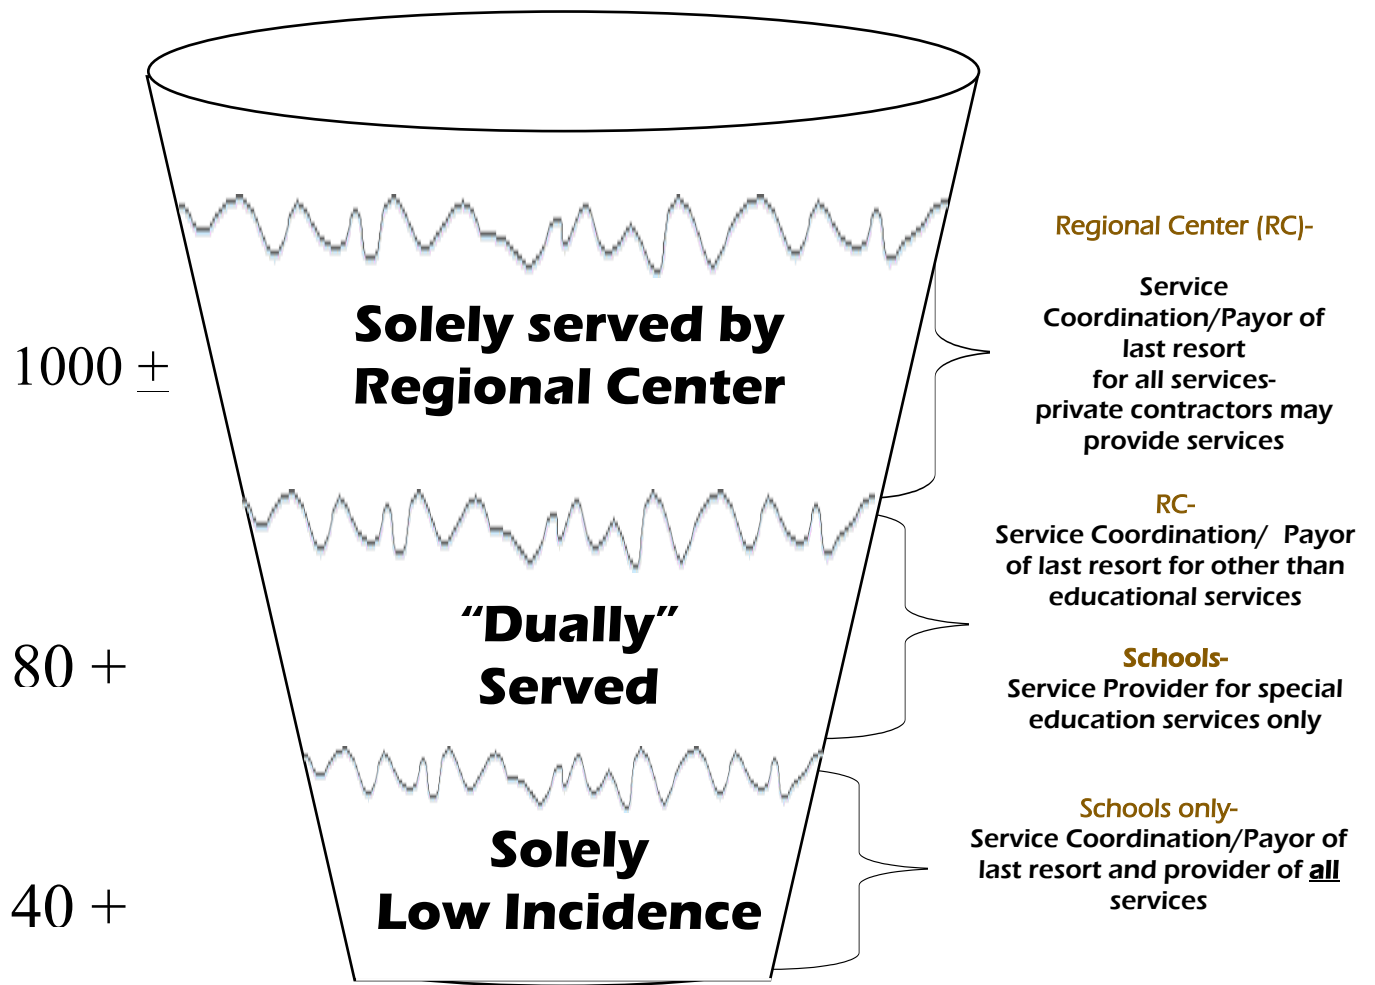 Regional Center (RC)-
Service
Coordination/Payor of
last resort
for all services-
private contractors may
provide services
Solely served by
Regional Center
1000 ±
RC-
Service Coordination/ Payor
of last resort for other than
educational services
“Dually”
Served
80 +
Schools-
Service Provider for special
education services only
Schools only-
Service Coordination/Payor of
last resort and provider of all
services
Solely
Low Incidence
40 +